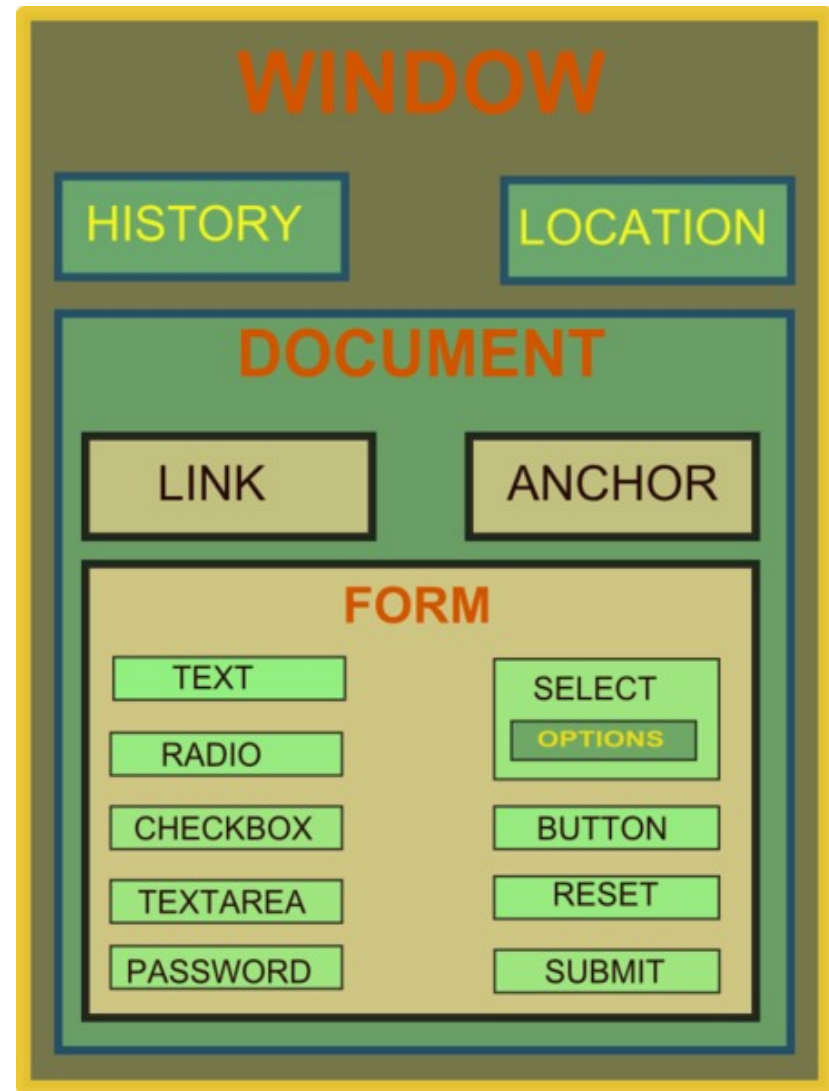 WINDOW
HISTORY
LOCATION
DOCUMENT
LINK
ANCHOR
FORM
TEXT
RADIO
CHECKBOX
TEXTAREA
PASSWORD
SELECT
OPTIONS
BUTTON
RESET
SUBMIT